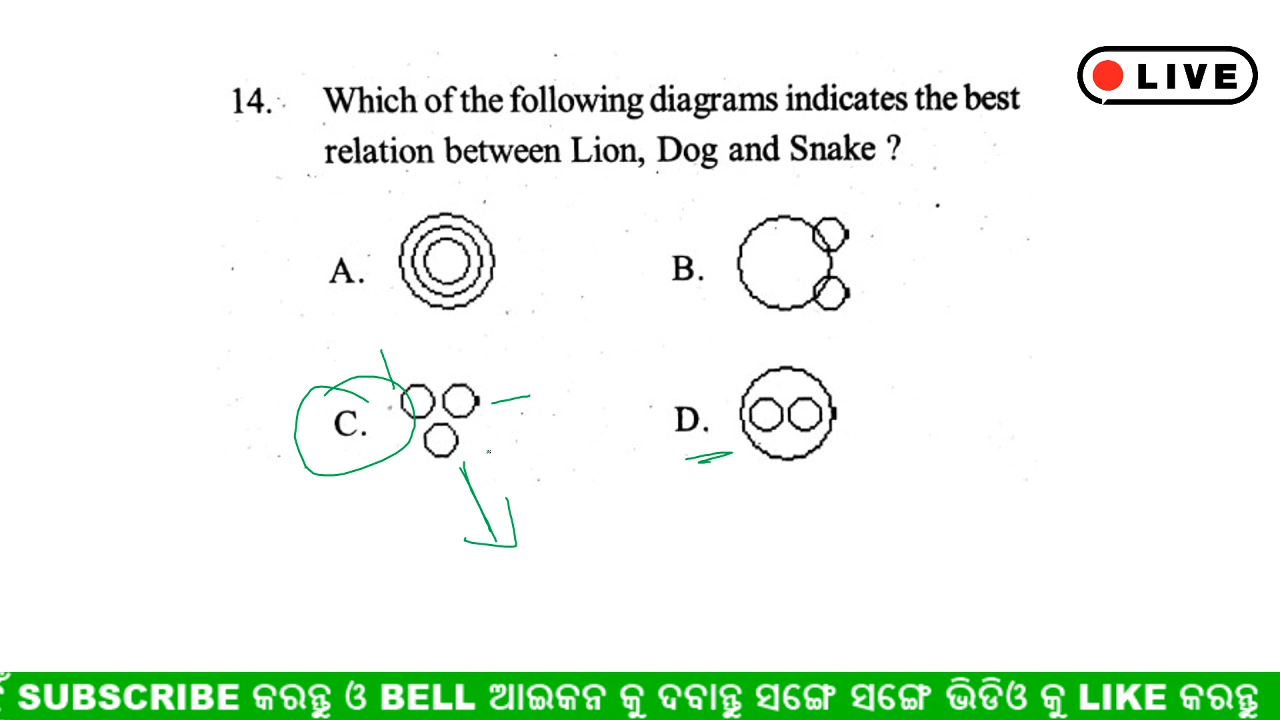 LIVE
14. Which of the following diagrams indicates the best
relation between Lion, Dog and Snake ?
A. B.
C. D.
SUBSCRIBE କରନ୍ତୁ ଓ BELL ଆଇକନ କୁ ଦବାନ୍ତୁ ସଙ୍ଗେ ସଙ୍ଗେ ଭିଡିଓ କୁ LIKE କରନ୍ତୁ